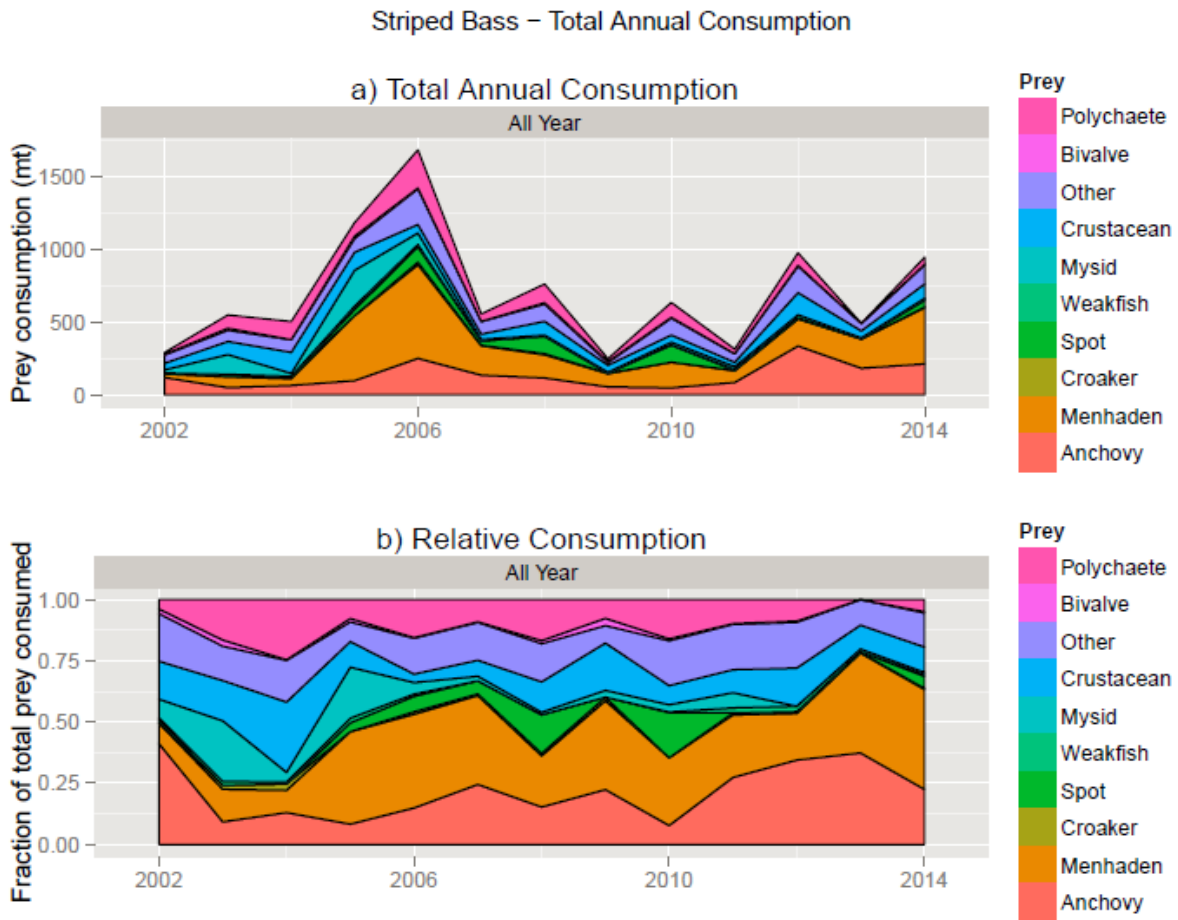 Striped Bass − Total Annual Consumption
a) Total Annual Consumption
All Year
Prey consumption (mt)
1500
1000
500
0
2002
2006
2010
2014
Prey
Polychaete
Bivalve
Other
Crustacean
Mysid
Weakfish
Spot
Croaker
Menhaden
Anchovy
b) Relative Consumption
All Year
Fraction of total prey consumed
1.00
0.75
0.50
0.25
0.00
2002
2006
2010
2014
Prey
Polychaete
Bivalve
Other
Crustacean
Mysid
Weakfish
Spot
Croaker
Menhaden
Anchovy